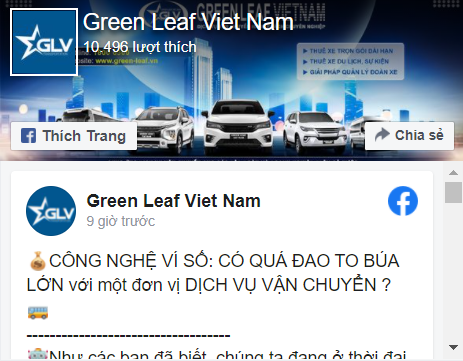 GREEN LEAF VIETNAM
GLV
Green Leaf Viet Nam
10.496 lượt thích
website: www.green-leaf.vn
THUÊ XE TRỌN GÓI DÀI HẠN
THUÊ XE DU LỊCH, SỰ KIỆN
GIẢI PHÁP QUẢN LÝ ĐOÀN XE
Thích Trang
Chia sẻ
GLV
Green Leaf Viet Nam
9 giờ trước
💰CÔNG NGHỆ VÍ SỐ: CÓ QUÁ ĐAO TO BÚA
LỚN với một đơn vị DỊCH VỤ VẬN CHUYỂN ?
🚌
-----------------------------------
Như các bạn đã biết, chúng ta đang ở thời đại